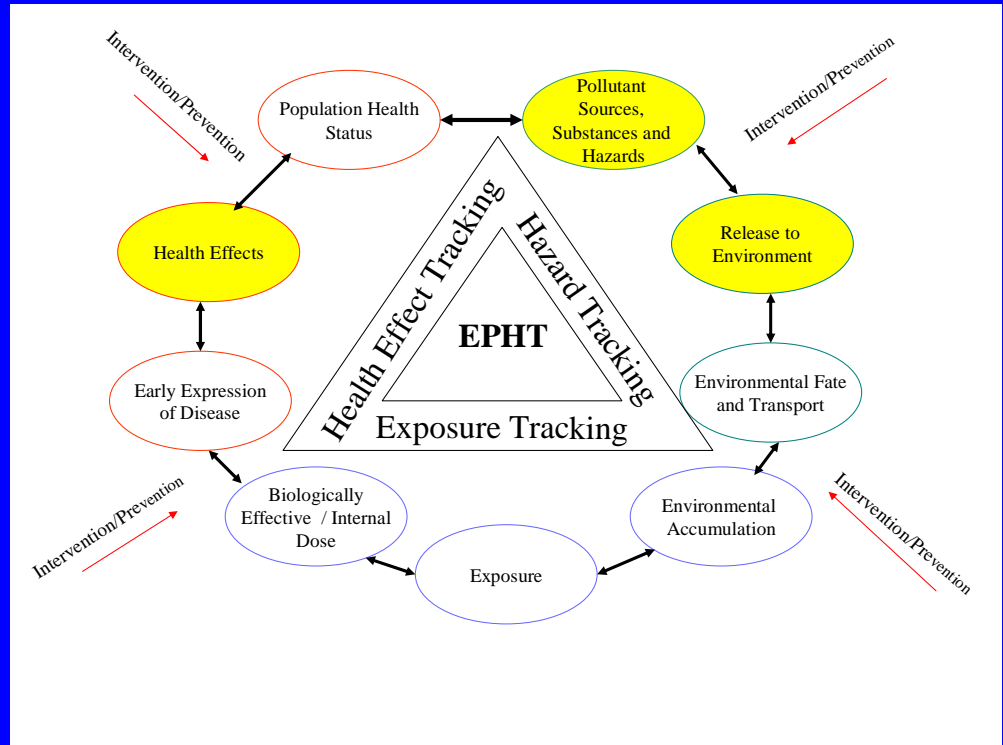 Intervention/Prevention
Population Health
Status
Pollutant
Sources,
Substances and
Hazards
Intervention/Prevention
Health Effects
Release to
Environment
Health Effect Tracking
Hazard Tracking
EPHT
Exposure Tracking
Early Expression
of Disease
Environmental Fate
and Transport
Biologically
Effective / Internal
Dose
Environmental
Accumulation
Exposure
Intervention/Prevention
Intervention/Prevention